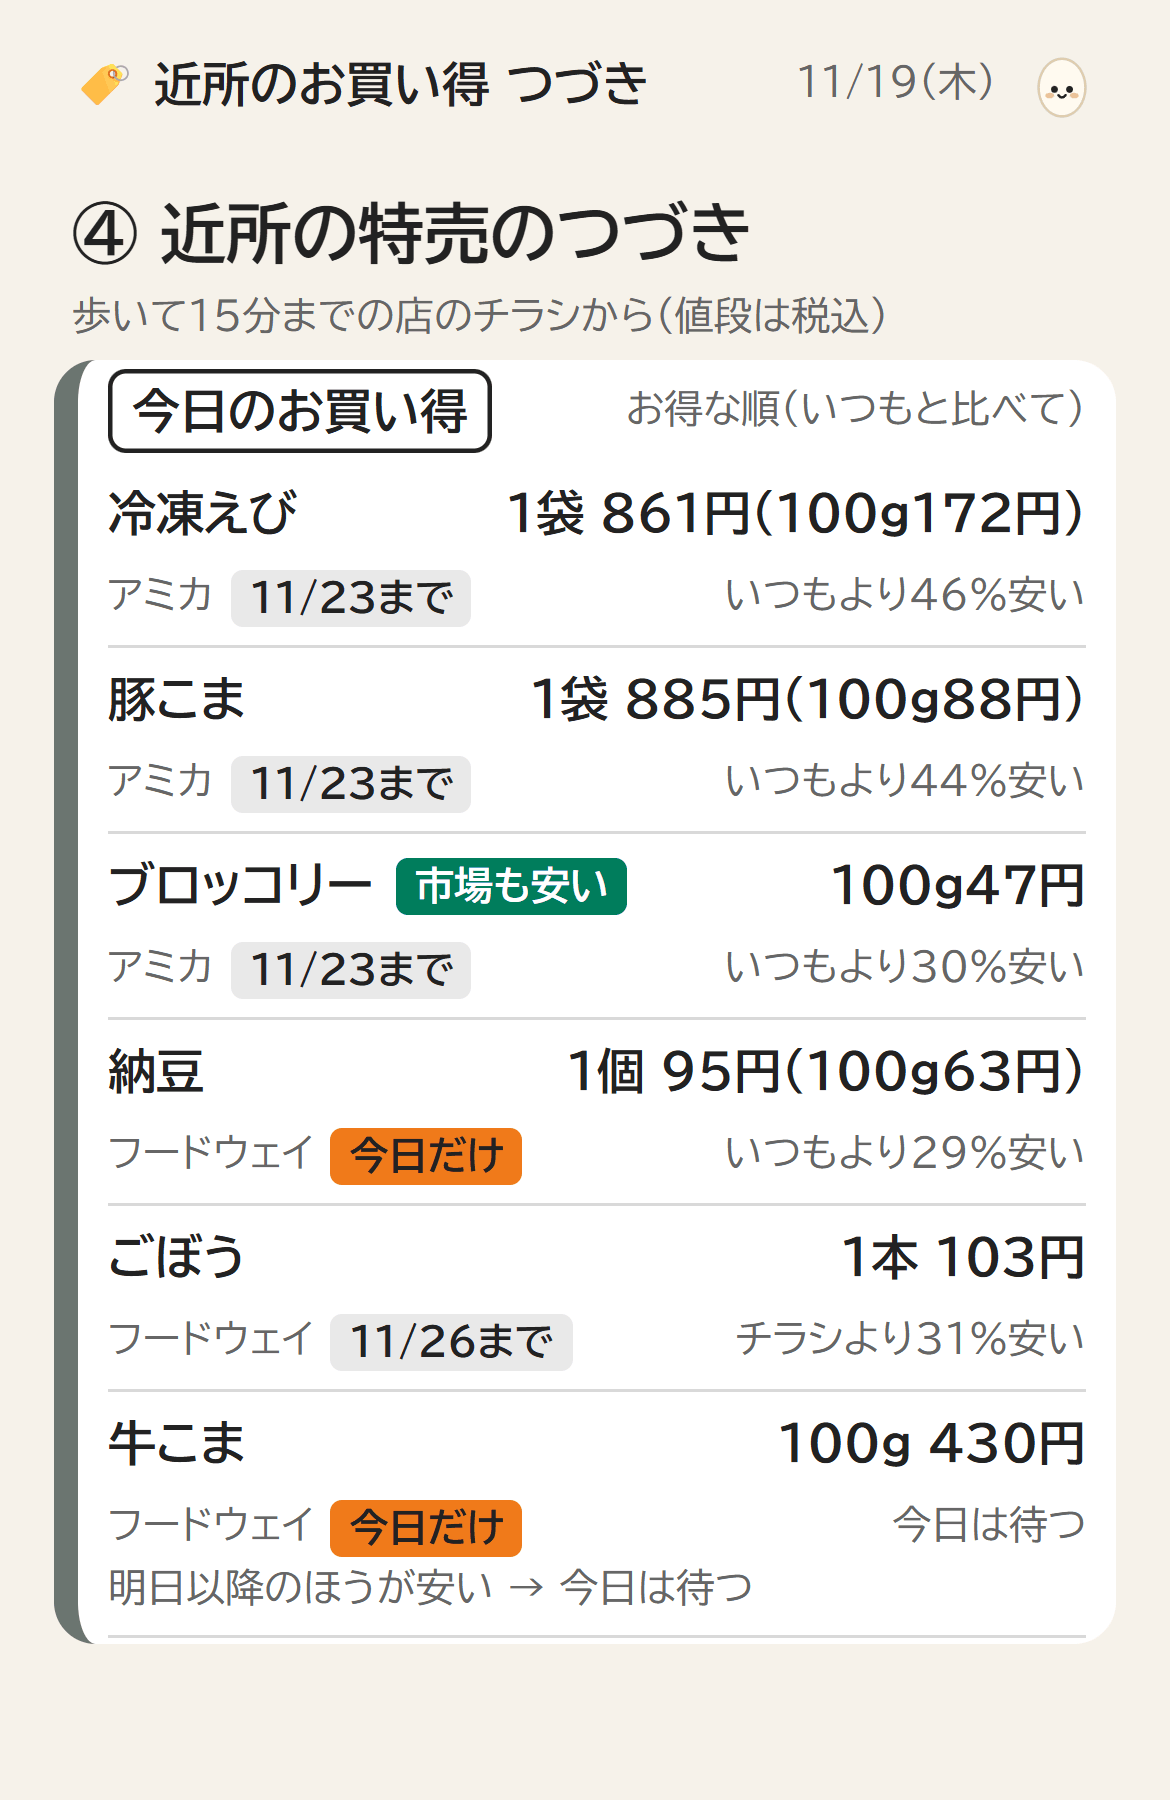 近所のお買い得 つづき 11/19(木)
④ 近所の特売のつづき
歩いて15分までの店のチラシから(値段は税込)
今日のお買い得 お得な順(いつもと比べて)
冷凍えび 1袋 861円(100g172円)
アミカ 11/23まで いつもより46%安い
豚こま 1袋 885円(100g88円)
アミカ 11/23まで いつもより44%安い
ブロッコリー 市場も安い 100g47円
アミカ 11/23まで いつもより30%安い
納豆 1個 95円(100g63円)
フードウェイ 今日だけ いつもより29%安い
ごぼう 1本 103円
フードウェイ 11/26まで チラシより31%安い
牛こま 100g 430円
フードウェイ 今日だけ 今日は待つ
明日以降のほうが安い → 今日は待つ